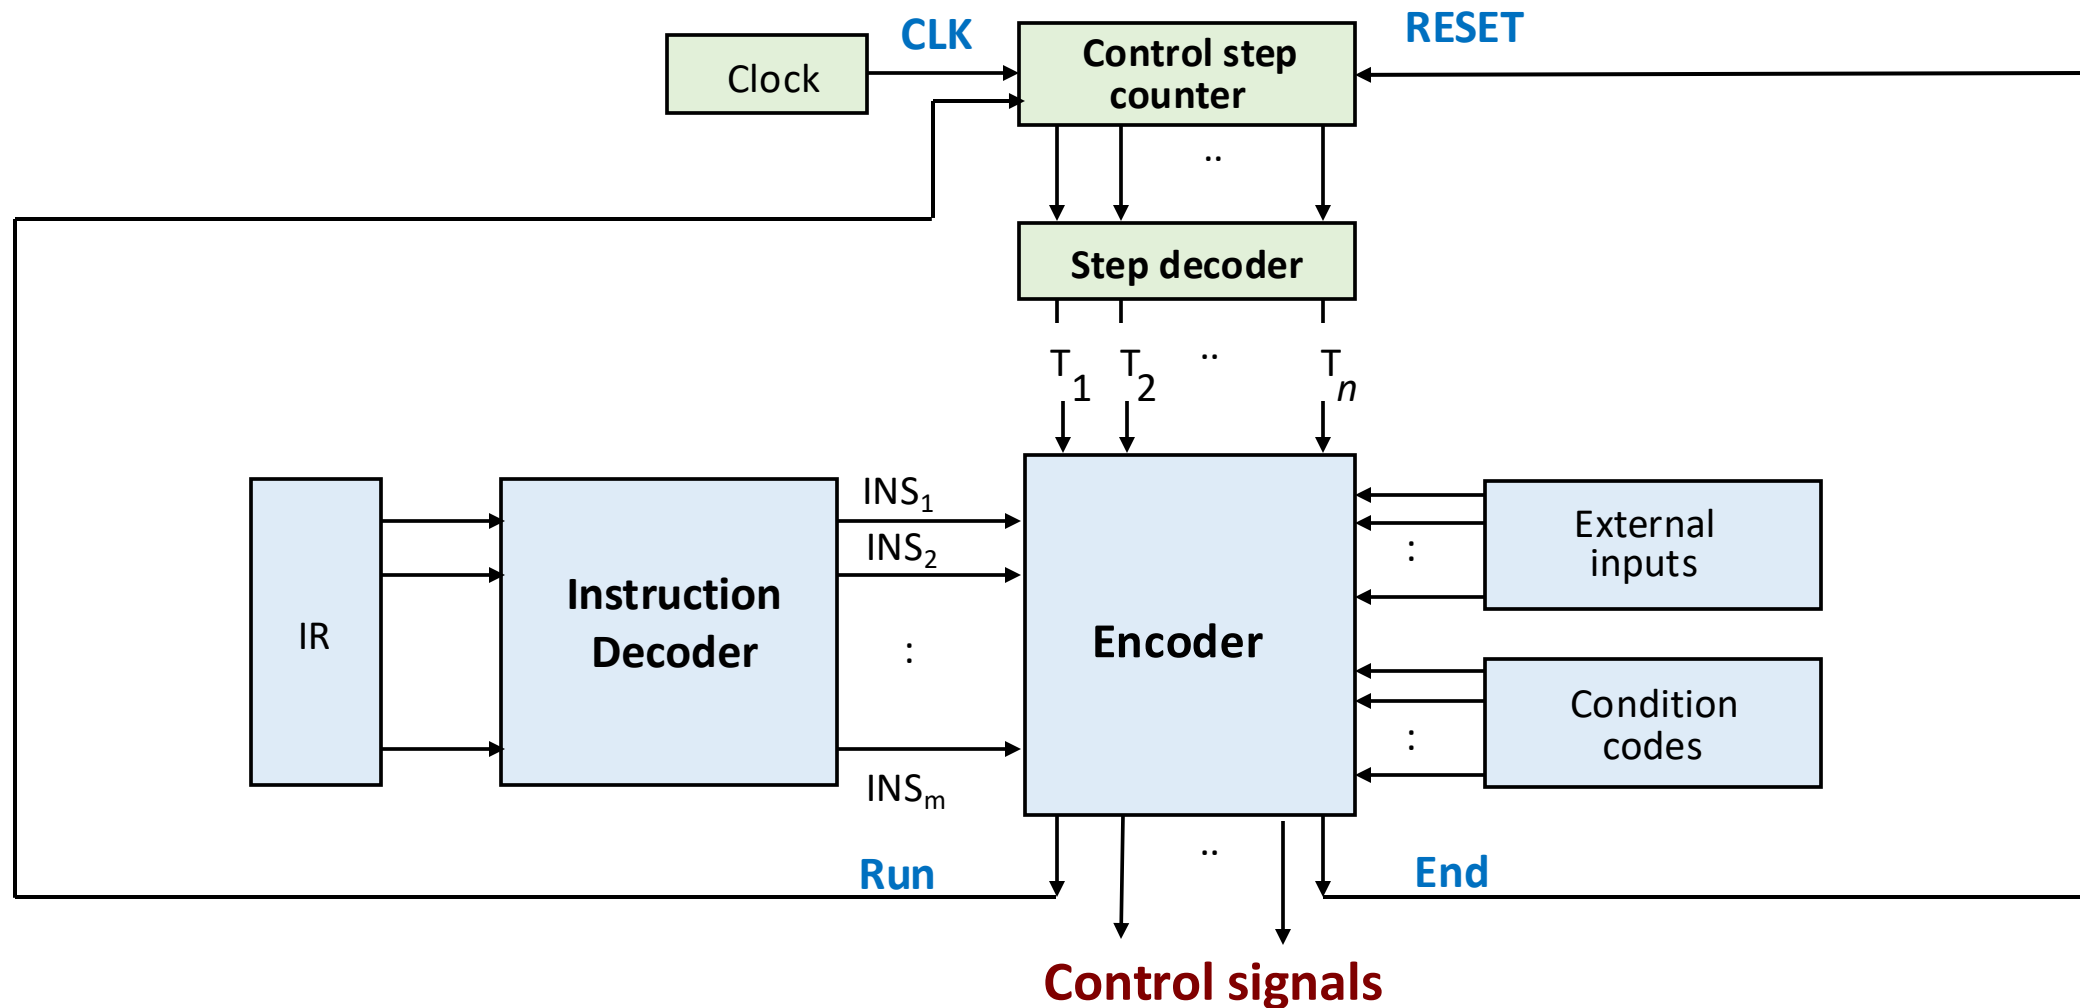 CLK
RESET
Clock
Control step
counter
..
Step decoder
T1 T2 .. Tn
INS1
INS2
:
INSm
IR
Instruction
Decoder
Encoder
External
inputs
:
Condition
codes
:
Run
..
End
Control signals